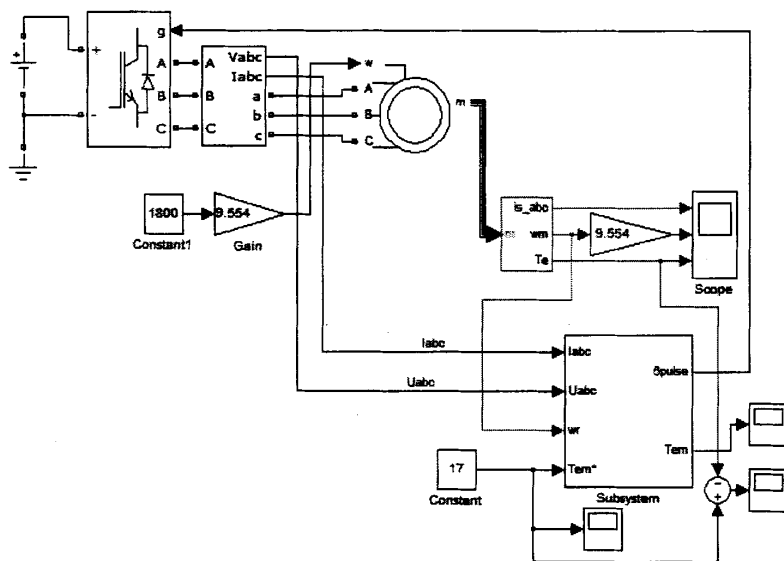 g
+
A
B
C
-
+
A
B
C
Vabc
Iabc
a
b
c
w
A
B
C
m
1800
Constant1
9.554
Gain
m
is_abc
wm
Te
9.554
Scope
Iabc
Uabc
Iabc
Uabc
wr
Tem*
6pulse
Tem
Subsystem
17
Constant
-
+